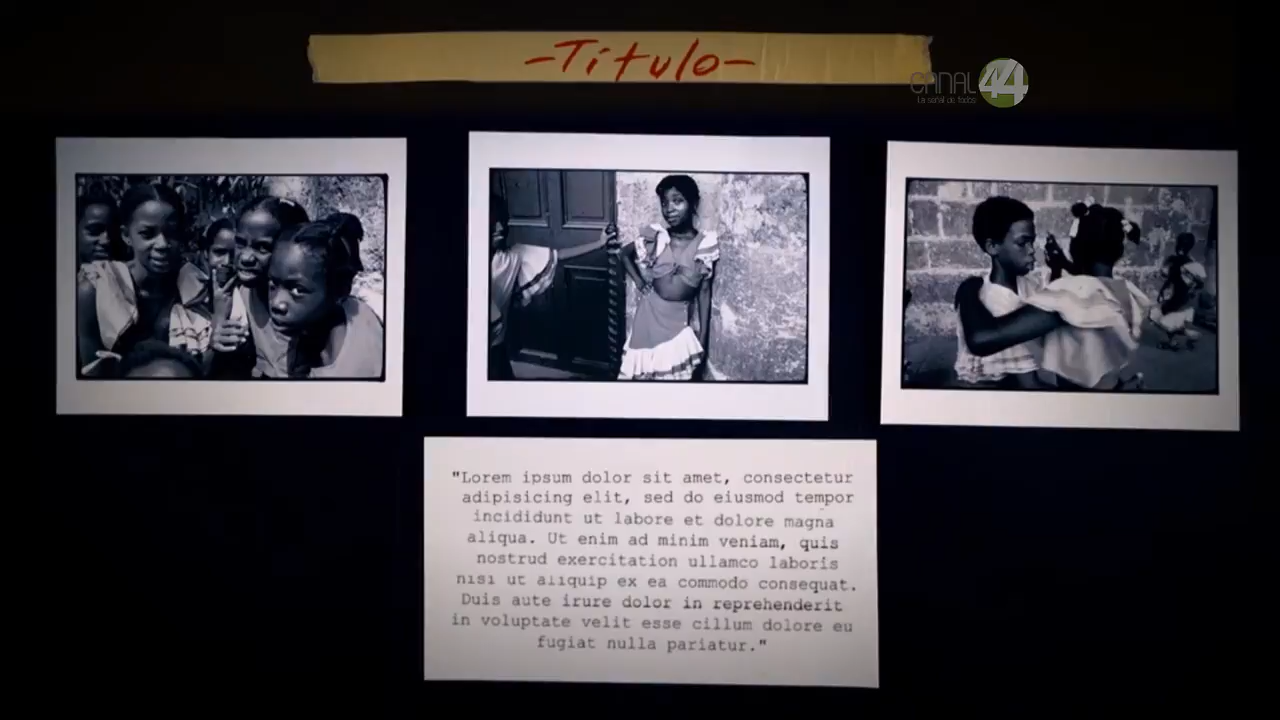 -Título-
CANAL 44
La señal de todos
"Lorem ipsum dolor sit amet, consectetur
adipisicing elit, sed do eiusmod tempor
incididunt ut labore et dolore magna
aliqua. Ut enim ad minim veniam, quis
nostrud exercitation ullamco laboris
nisi ut aliquip ex ea commodo consequat.
Duis aute irure dolor in reprehenderit
in voluptate velit esse cillum dolore eu
fugiat nulla pariatur."